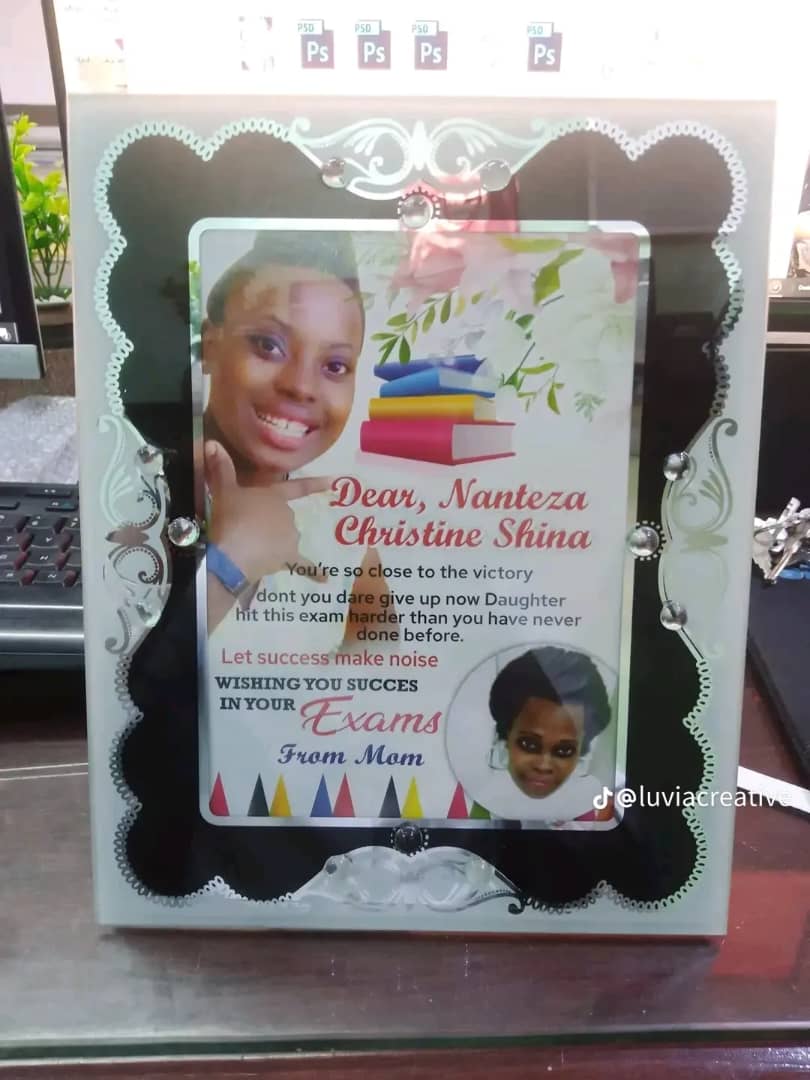 PSD PSD PSD PSD
Ps Ps Ps Ps
Dear, Nanteza
Christine Shina
You're so close to the victory
dont you dare give up now Daughter
hit this exam harder than you have never
done before.
Let success make noise
WISHING YOU SUCCES
IN YOUR Exams
From Mom
@luviacreative